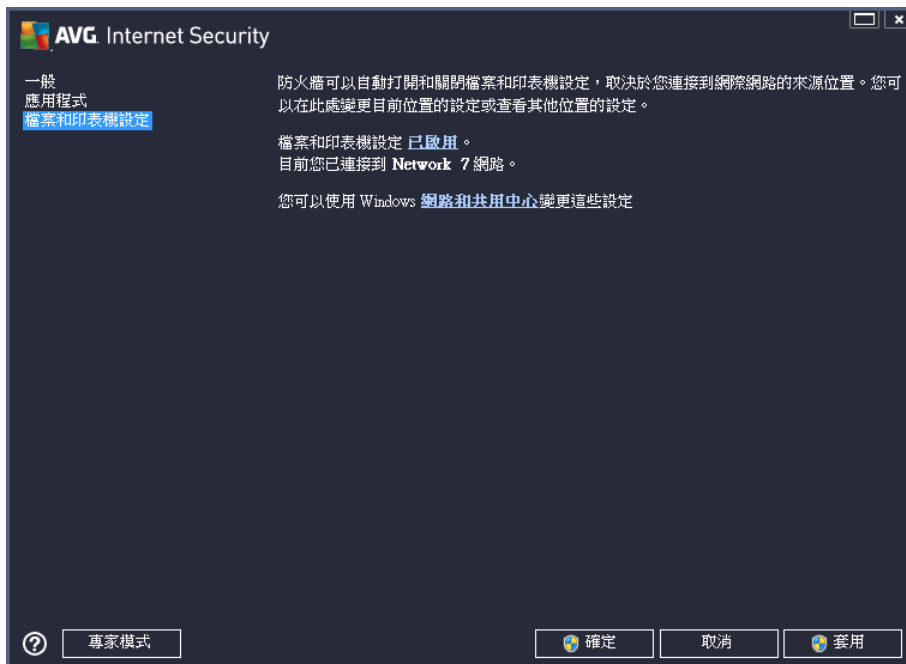 AVG. Internet Security
一般
應用程式
檔案和印表機設定
防火牆可以自動打開和關閉檔案和印表機設定，取決於您連接到網際網路的來源位置。您可
以在此處變更目前位置的設定或查看其他位置的設定。
檔案和印表機設定 已啟用。
目前您已連接到 Network 7 網路。
您可以使用 Windows 網路和共用中心變更這些設定
專家模式
確定
取消
套用